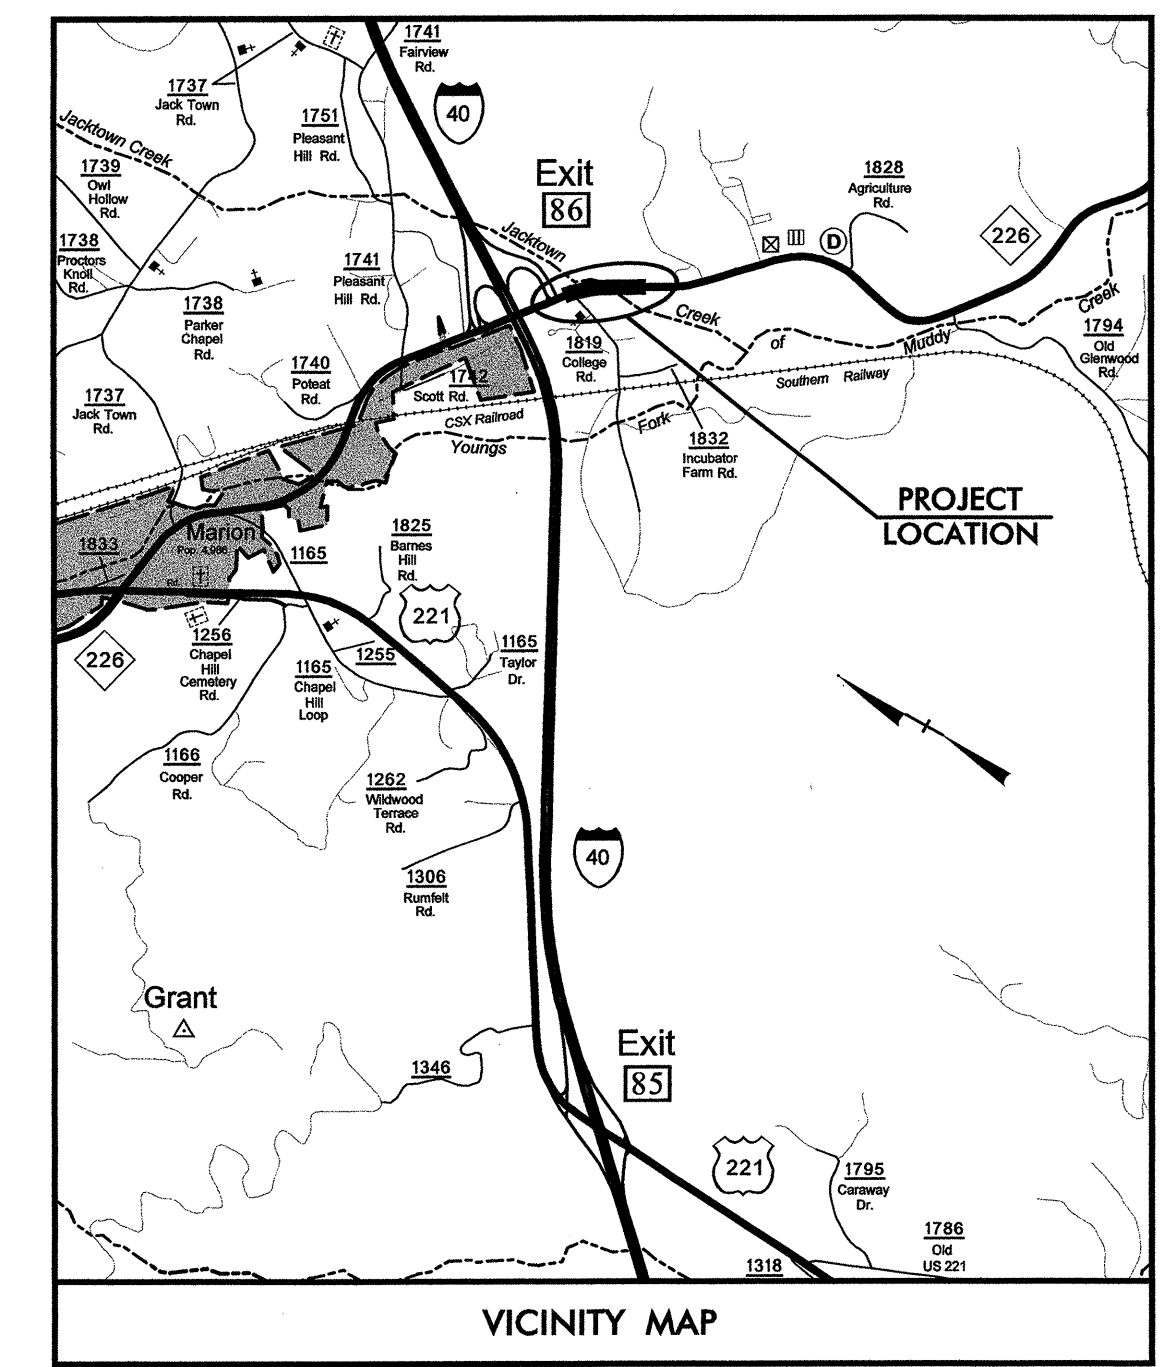 1741
Fairview
Rd.
40
1737
Jack Town
Rd.
1751
Pleasant
Hill Rd.
Jacktown Creek
1739
Owl
Hollow
Rd.
Exit
86
1828
Agriculture
Rd.
226
D
Jacktown
1738
Proctors
Knoll
Rd.
1741
Pleasant
Hill Rd.
1738
Parker
Chapel
Rd.
Creek
of
Muddy
Creek
1794
Old
Glenwood
Rd.
1819
College
Rd.
1740
Poteat
Rd.
1742
Scott Rd.
Southern Railway
1737
Jack Town
Rd.
CSX Railroad
Youngs
Fork
1832
Incubator
Farm Rd.
PROJECT
LOCATION
Marion
Pop. 4,986
1833
Rd.
1165
1825
Barnes
Hill
Rd.
221
1256
Chapel
Hill
Cemetery
Rd.
226
1255
1165
Chapel
Hill
Loop
1165
Taylor
Dr.
1166
Cooper
Rd.
1262
Wildwood
Terrace
Rd.
40
1306
Rumfelt
Rd.
Grant
1346
Exit
85
221
1795
Caraway
Dr.
1786
Old
US 221
1318
VICINITY MAP